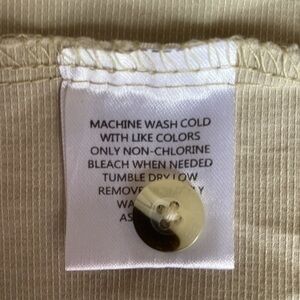 MACHINE WASH COLD
WITH LIKE COLORS
ONLY NON-CHLORINE
BLEACH WHEN NEEDED
TUMBLE DRY LOW
REMOVE